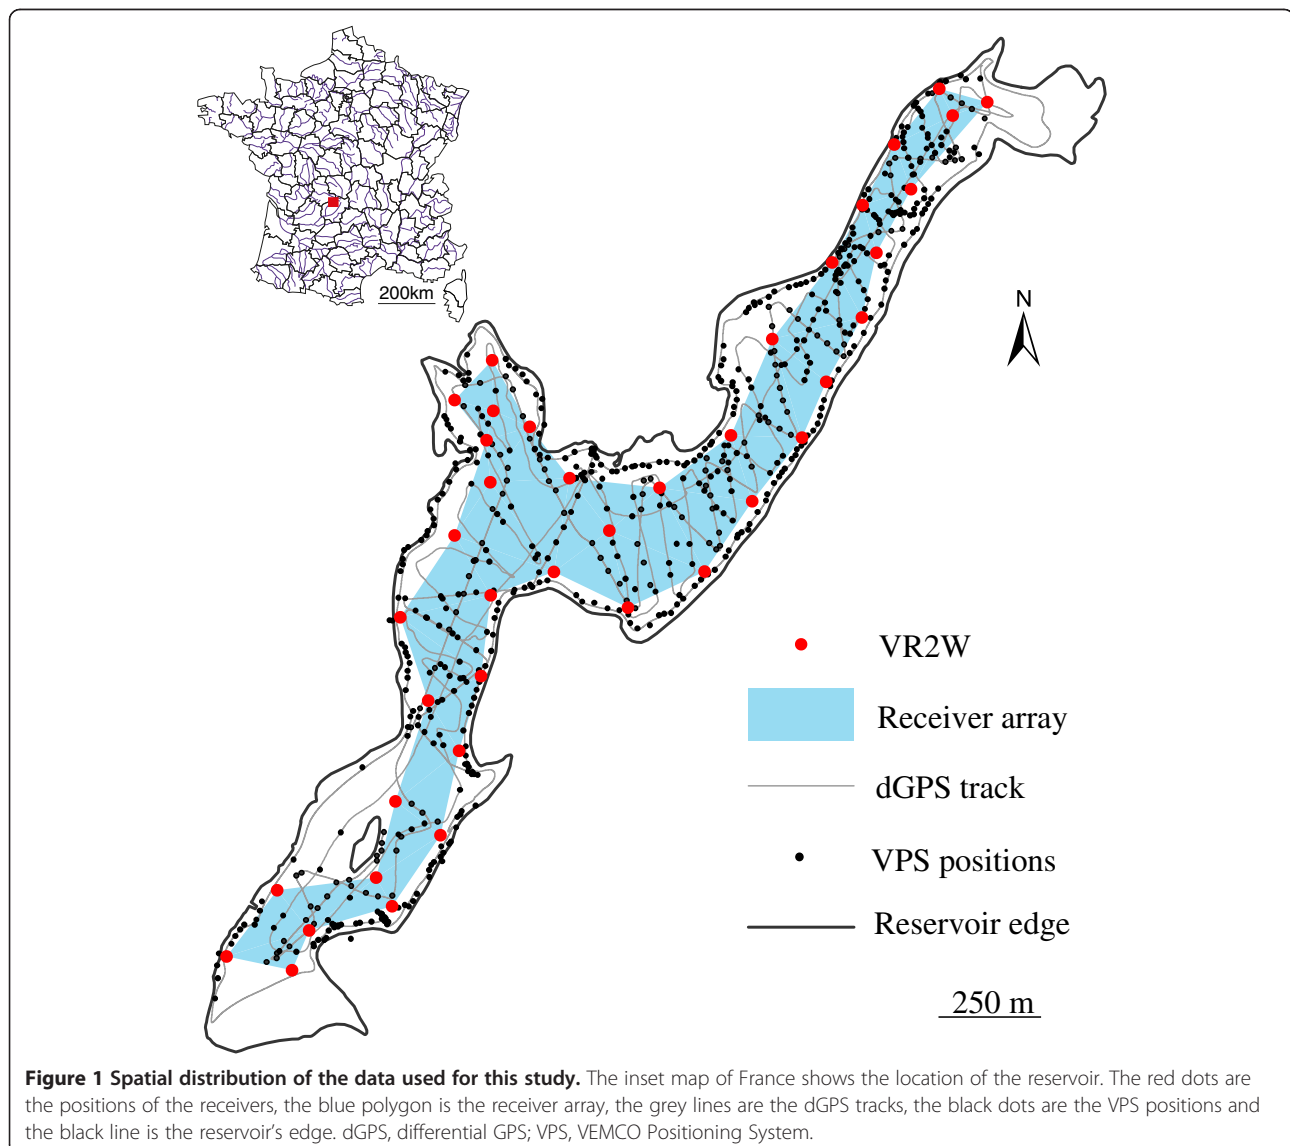 200km
N
VR2W
Receiver array
dGPS track
VPS positions
Reservoir edge
250 m
Figure 1 Spatial distribution of the data used for this study. The inset map of France shows the location of the reservoir. The red dots are
the positions of the receivers, the blue polygon is the receiver array, the grey lines are the dGPS tracks, the black dots are the VPS positions and
the black line is the reservoir's edge. dGPS, differential GPS; VPS, VEMCO Positioning System.